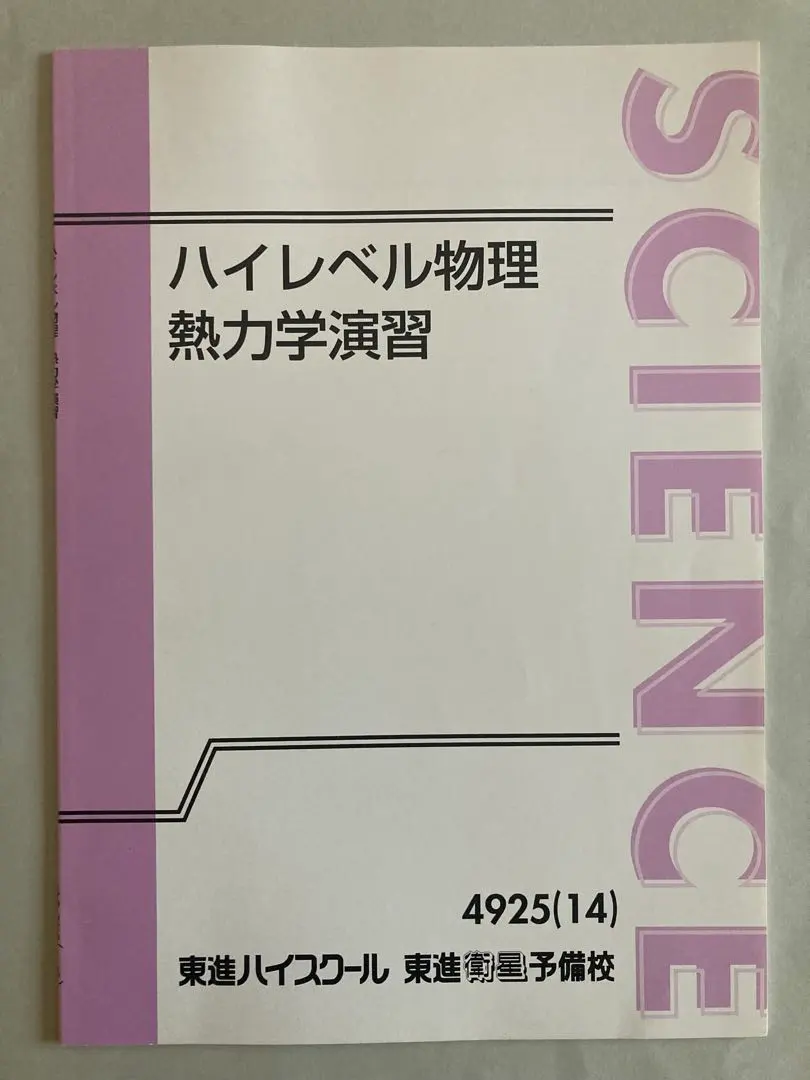 ハイレベル物理
熱力学演習
SCIENCE
4925(14)
東進ハイスクール 東進衛星予備校